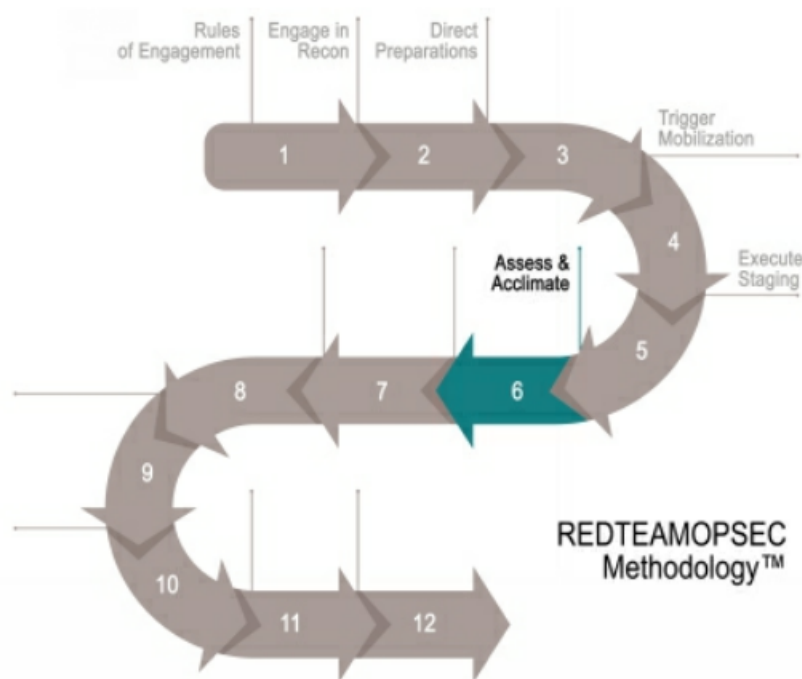 Rules
of Engagement
Engage in
Recon
Direct
Preparations
1
2
3
Trigger
Mobilization
4
Execute
Staging
Assess &
Acclimate
5
6
7
8
9
10
11
12
REDTEAMOPSEC
Methodology™